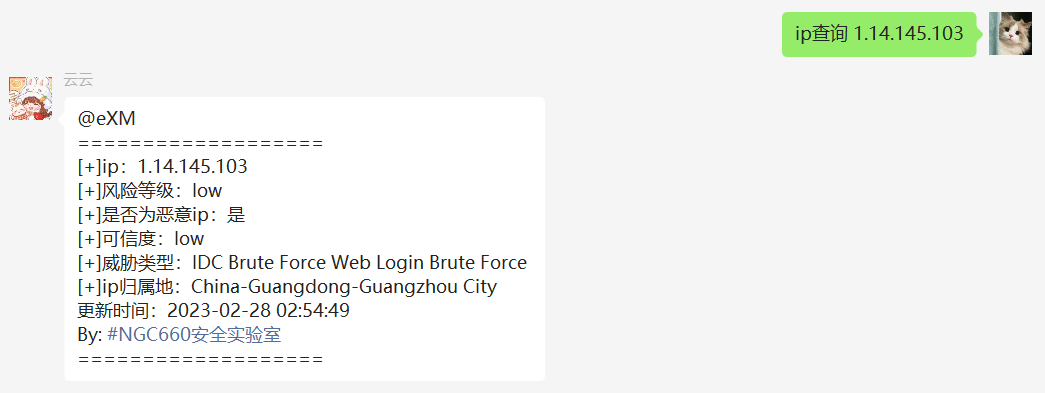 ip查询 1.14.145.103
云云
@eXM
===================
[+]ip：1.14.145.103
[+]风险等级：low
[+]是否为恶意ip：是
[+]可信度：low
[+]威胁类型：IDC Brute Force Web Login Brute Force
[+]ip归属地：China-Guangdong-Guangzhou City
更新时间：2023-02-28 02:54:49
By: #NGC660安全实验室
===================